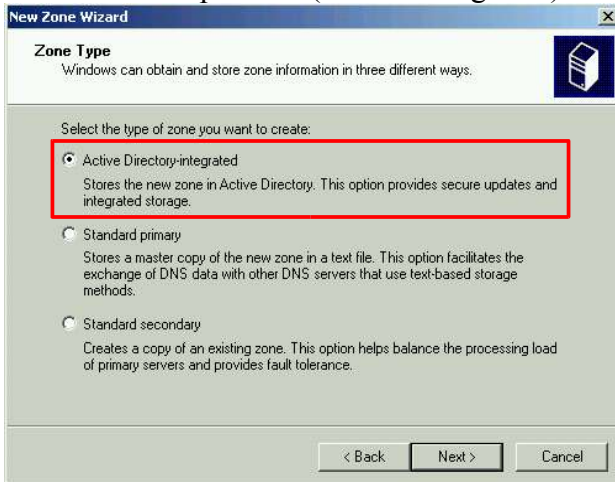 New Zone Wizard
Zone Type
Windows can obtain and store zone information in three different ways.
Select the type of zone you want to create:
Active Directory-integrated
Stores the new zone in Active Directory. This option provides secure updates and
integrated storage.
Standard primary
Stores a master copy of the new zone in a text file. This option facilitates the
exchange of DNS data with other DNS servers that use text-based storage
methods.
Standard secondary
Creates a copy of an existing zone. This option helps balance the processing load
of primary servers and provides fault tolerance.
< Back Next > Cancel